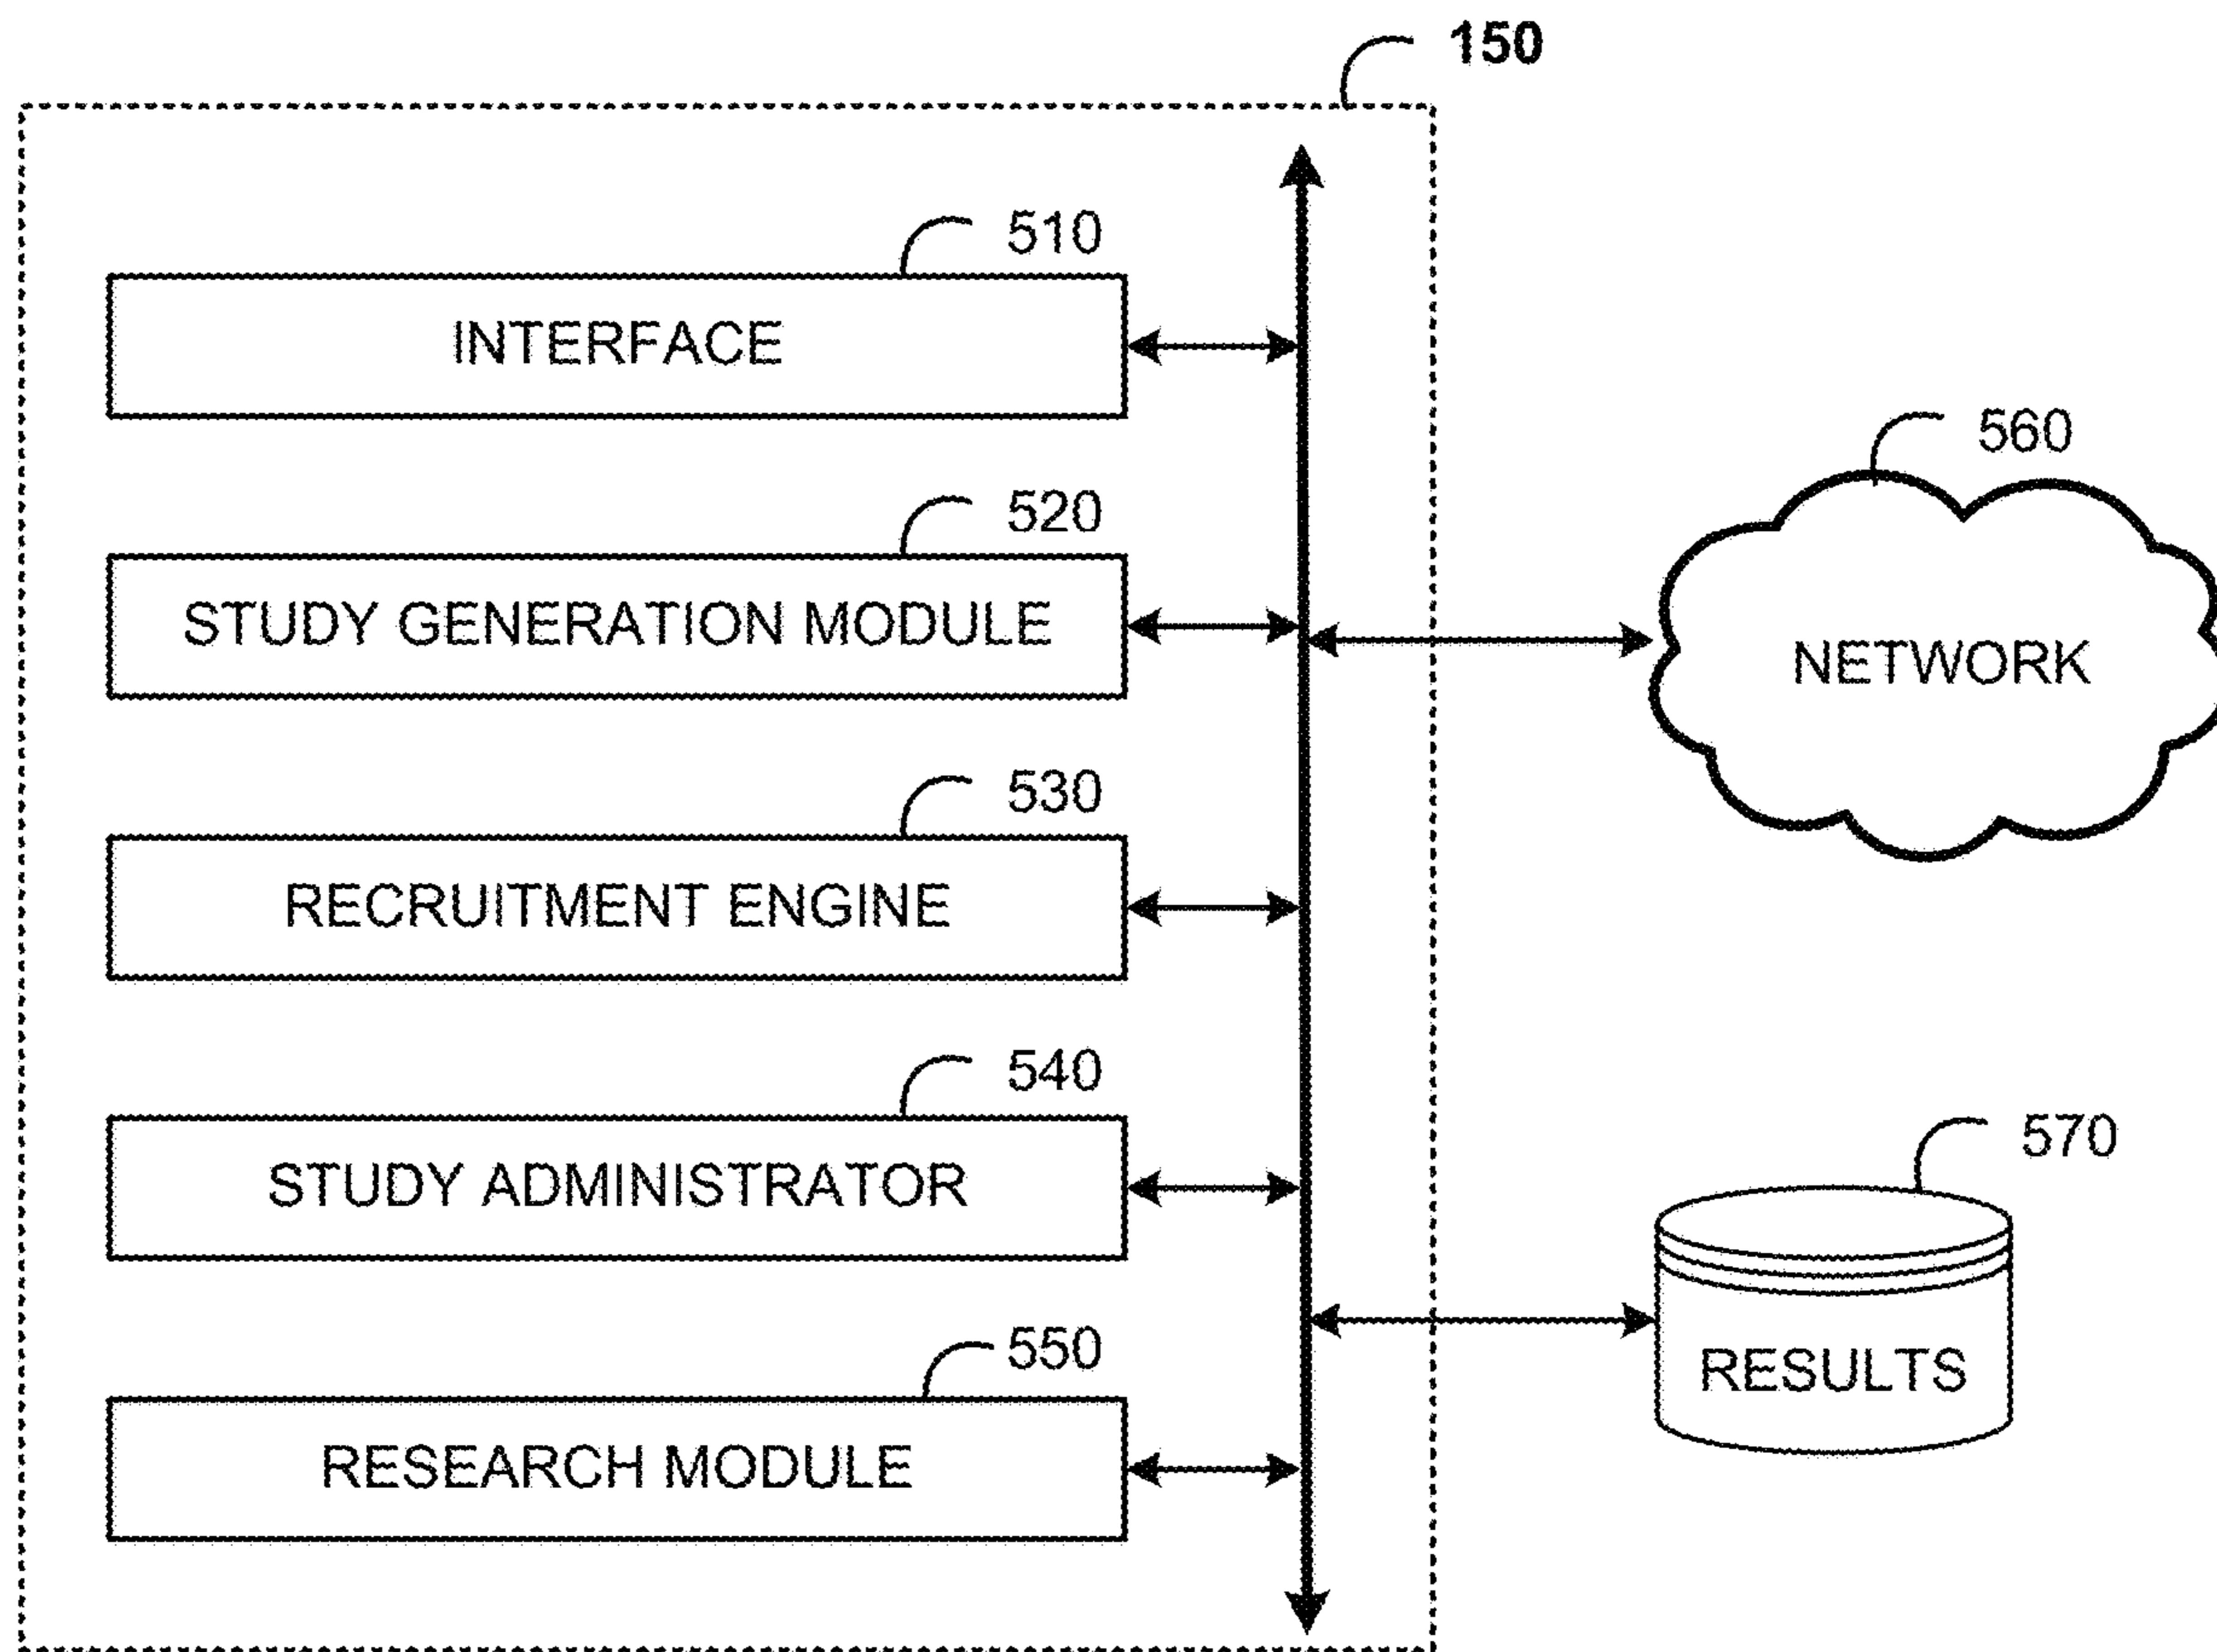 150
510
INTERFACE
520
STUDY GENERATION MODULE
530
RECRUITMENT ENGINE
540
STUDY ADMINISTRATOR
550
RESEARCH MODULE
560
NETWORK
570
RESULTS